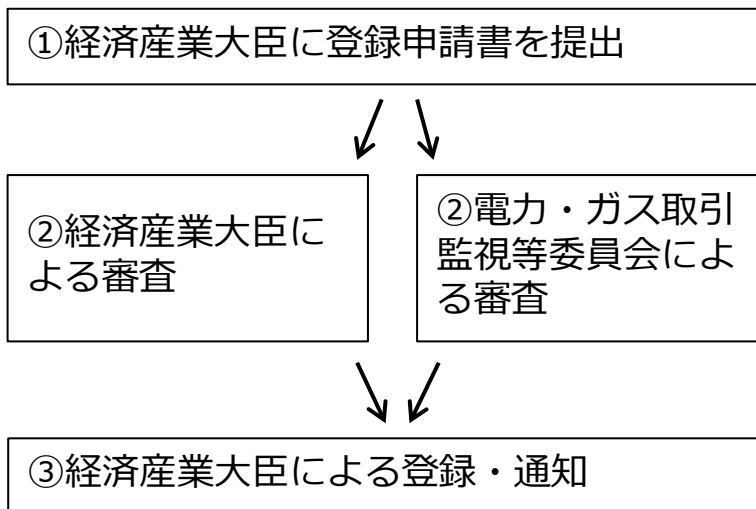 ①経済産業大臣に登録申請書を提出
②経済産業大臣に
よる審査
②電力・ガス取引
監視等委員会によ
る審査
③経済産業大臣による登録・通知